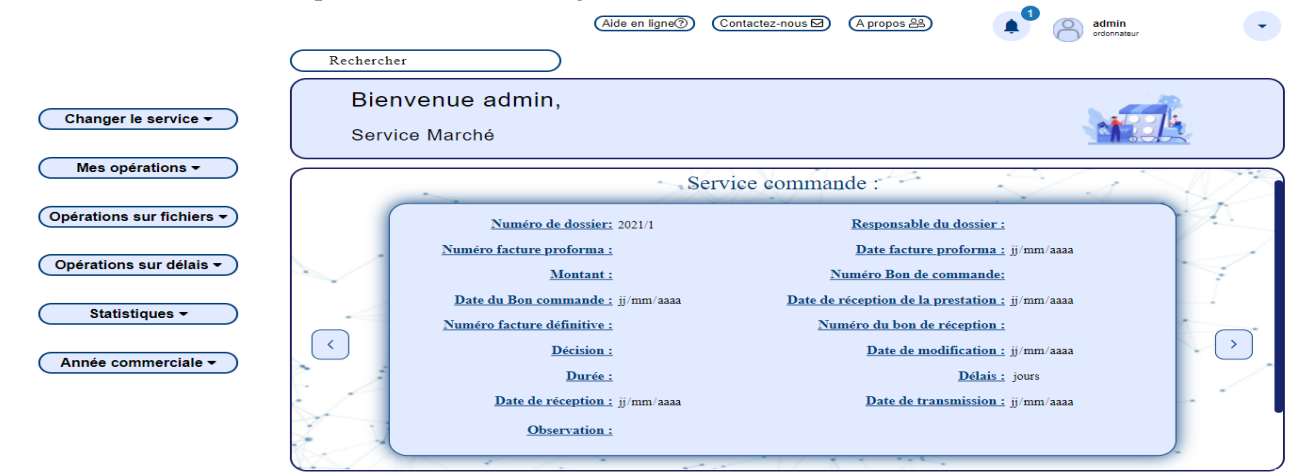 Aide en ligne
Contactez-nous
A propos
1
admin
ordonnateur
Rechercher
Bienvenue admin,
Service Marché
Changer le service
Mes opérations
Opérations sur fichiers
Opérations sur délais
Statistiques
Année commerciale
Service commande :
Numéro de dossier: 2021/1
Responsable du dossier :
Numéro facture proforma :
Date facture proforma : jj/mm/aaaa
Montant :
Numéro Bon de commande:
Date du Bon commande : jj/mm/aaaa
Date de réception de la prestation : jj/mm/aaaa
Numéro facture définitive :
Numéro du bon de réception :
Décision :
Date de modification : jj/mm/aaaa
Durée :
Délais : jours
Date de réception : jj/mm/aaaa
Date de transmission : jj/mm/aaaa
Observation :